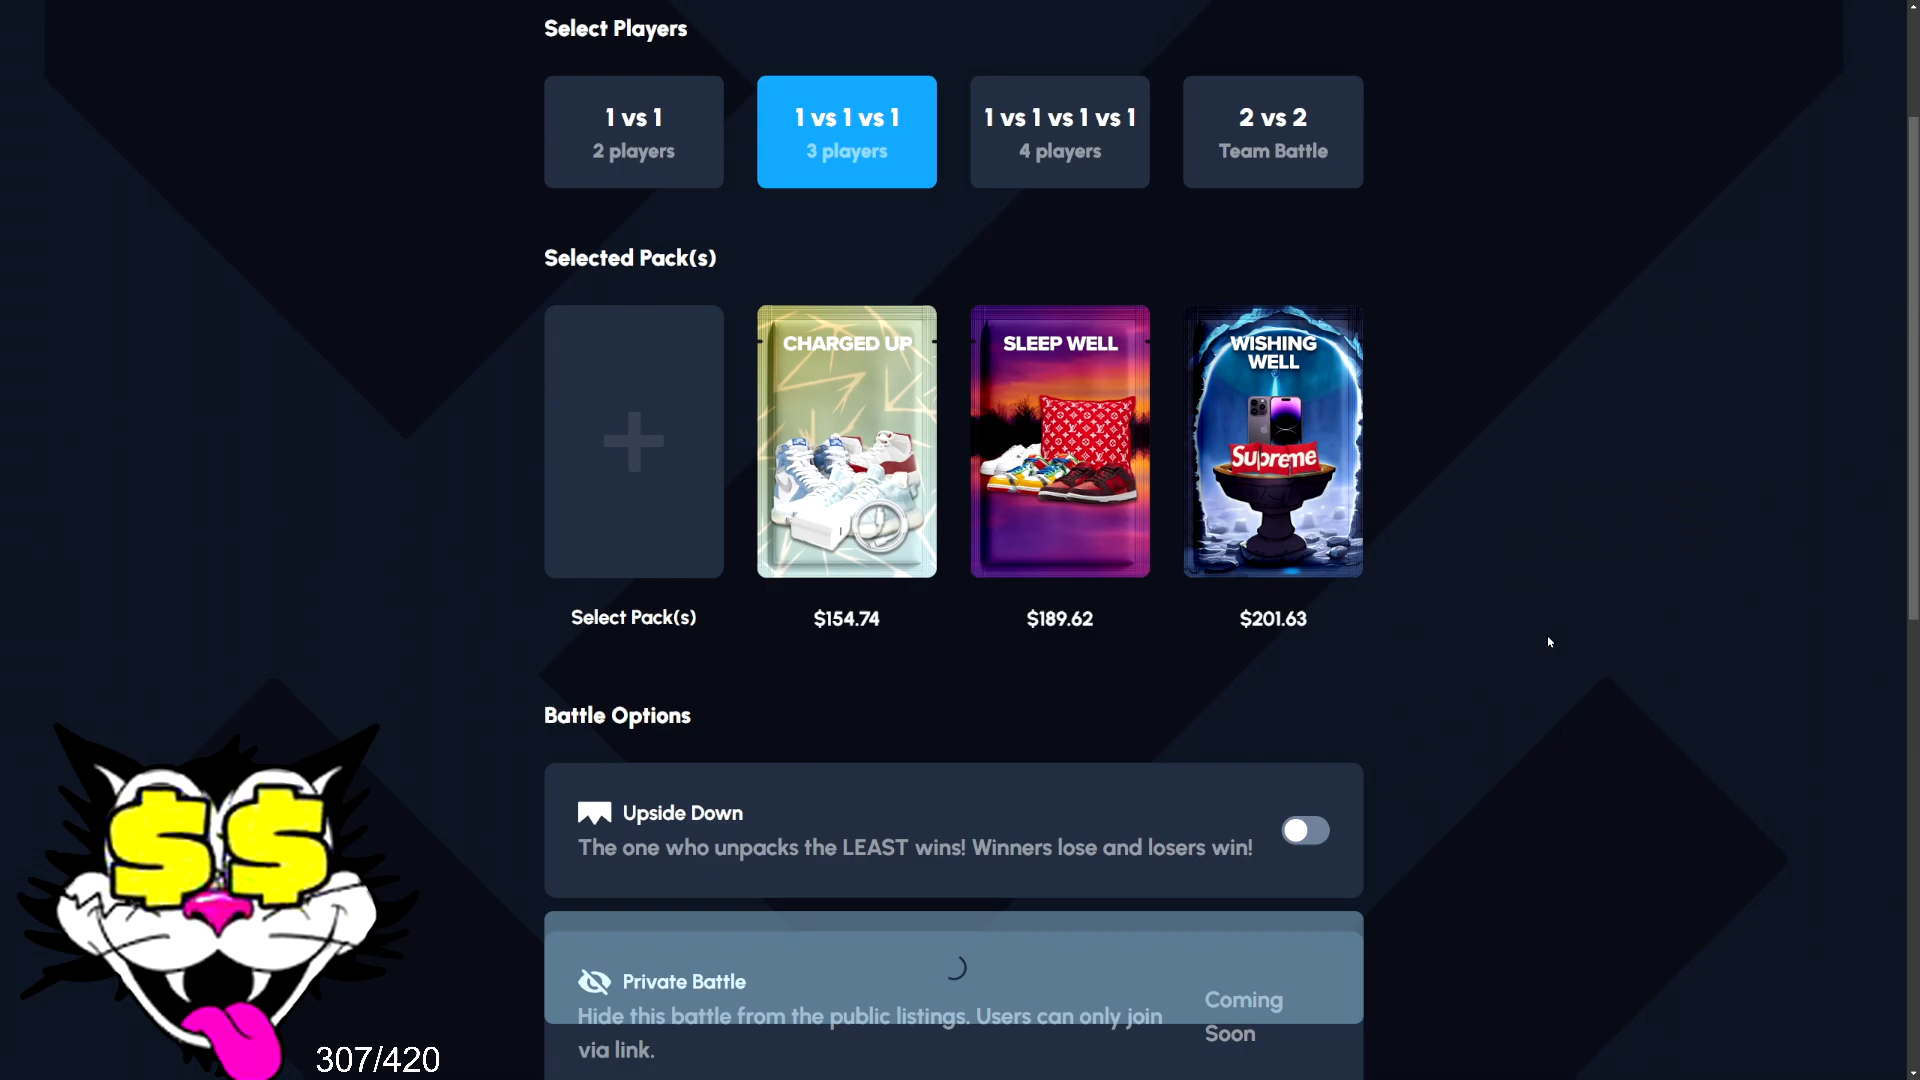 Select Players
1 vs 1
2 players
1 vs 1 vs 1
3 players
1 vs 1 vs 1 vs 1
4 players
2 vs 2
Team Battle
Selected Pack(s)
CHARGED UP
SLEEP WELL
WISHING
WELL
Supreme
Select Pack(s)
$154.74
$189.62
$201.63
Battle Options
Upside Down
The one who unpacks the LEAST wins! Winners lose and losers win!
Private Battle
Hide this battle from the public listings. Users can only join
via link.
Coming
Soon
$$
307/420